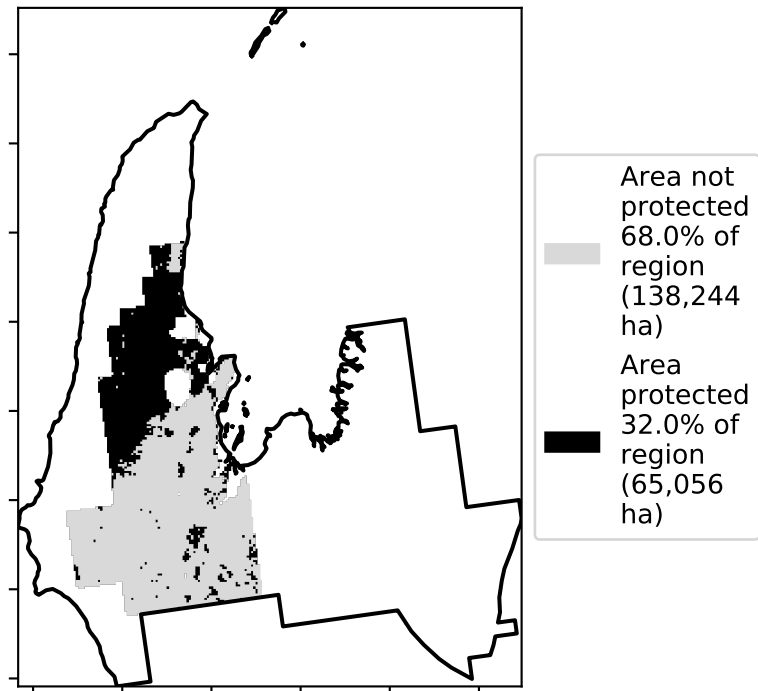 Area not
protected
68.0% of
region
(138,244
ha)
Area
protected
32.0% of
region
(65,056
ha)